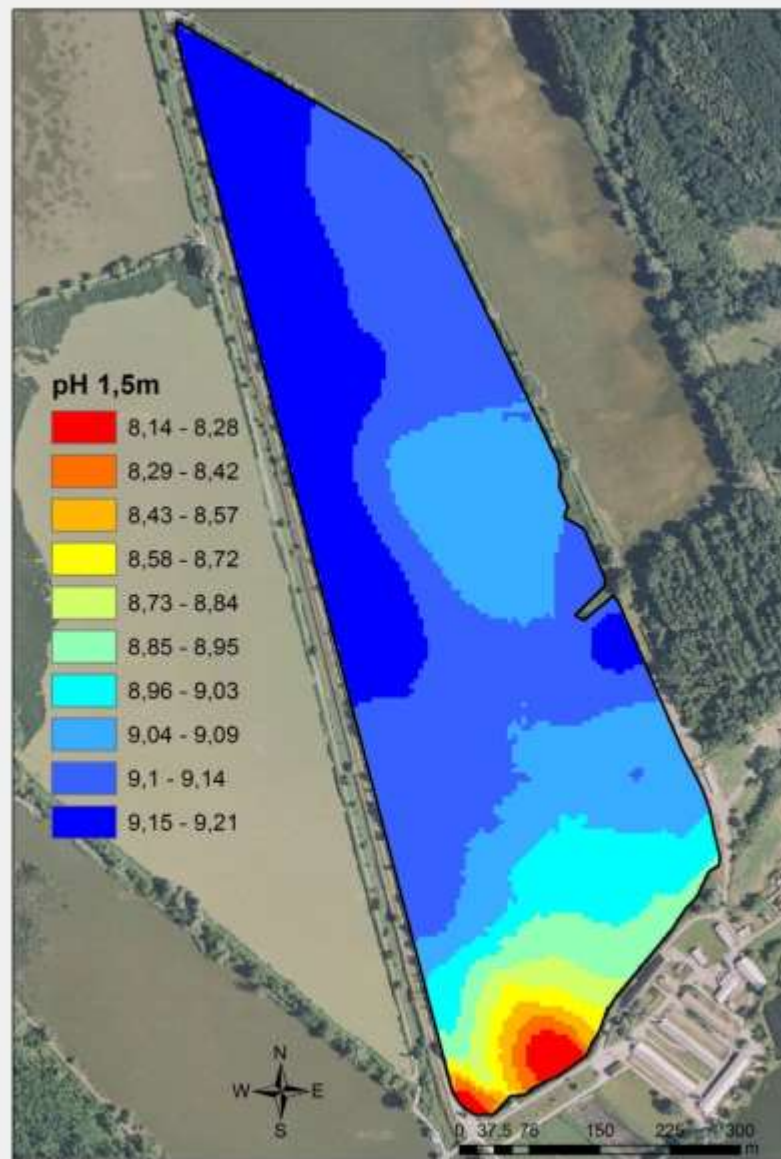 pH 1,5m
8,14 - 8,28
8,29 - 8,42
8,43 - 8,57
8,58 - 8,72
8,73 - 8,84
8,85 - 8,95
8,96 - 9,03
9,04 - 9,09
9,1 - 9,14
9,15 - 9,21
N
W E
S
0 37,5 75 150 225 300
m